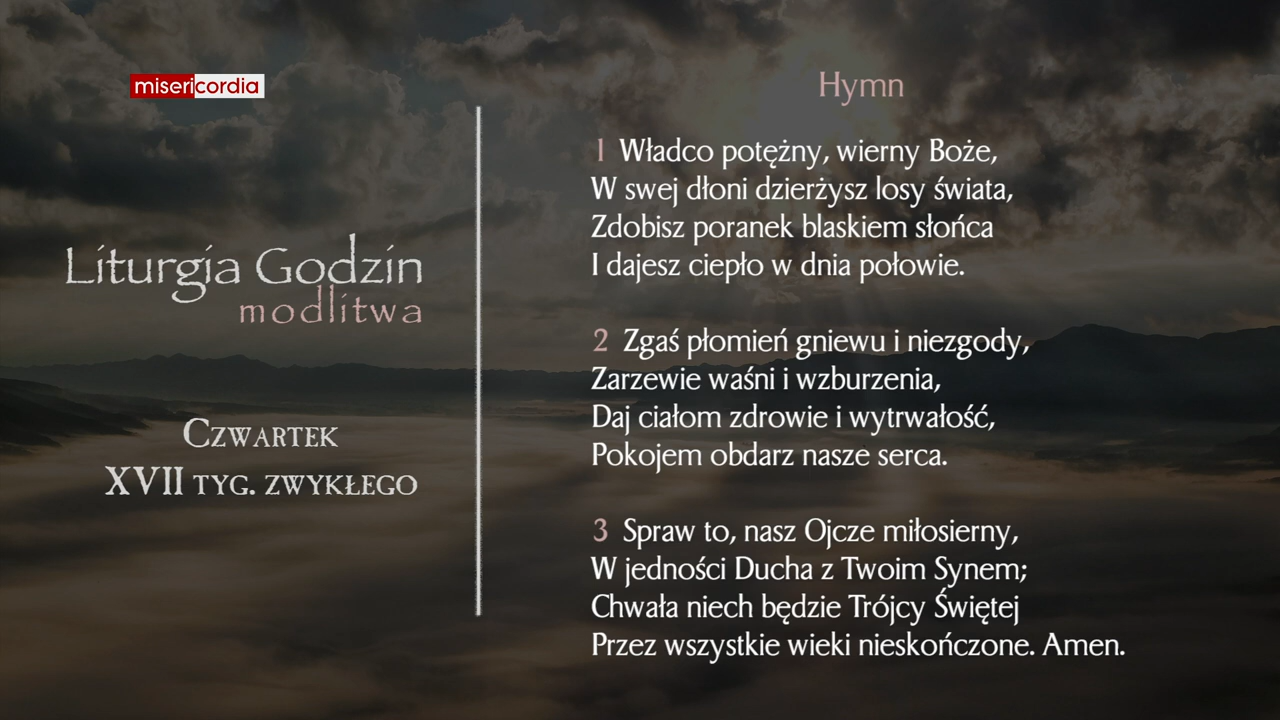 misericordia
Liturgia Godzin
modlitwa
Czwartek
XVII tyg. zwykłego
Hymn
1 Władco potężny, wierny Boże,
W swej dłoni dzierżysz losy świata,
Zdobisz poranek blaskiem słońca
I dajesz ciepło w dnia połowie.
2 Zgaś płomień gniewu i niezgody,
Zarzewie waśni i wzburzenia,
Daj ciałom zdrowie i wytrwałość,
Pokojem obdarz nasze serca.
3 Spraw to, nasz Ojcze miłosierny,
W jedności Ducha z Twoim Synem;
Chwała niech będzie Trójcy Świętej
Przez wszystkie wieki nieskończone. Amen.